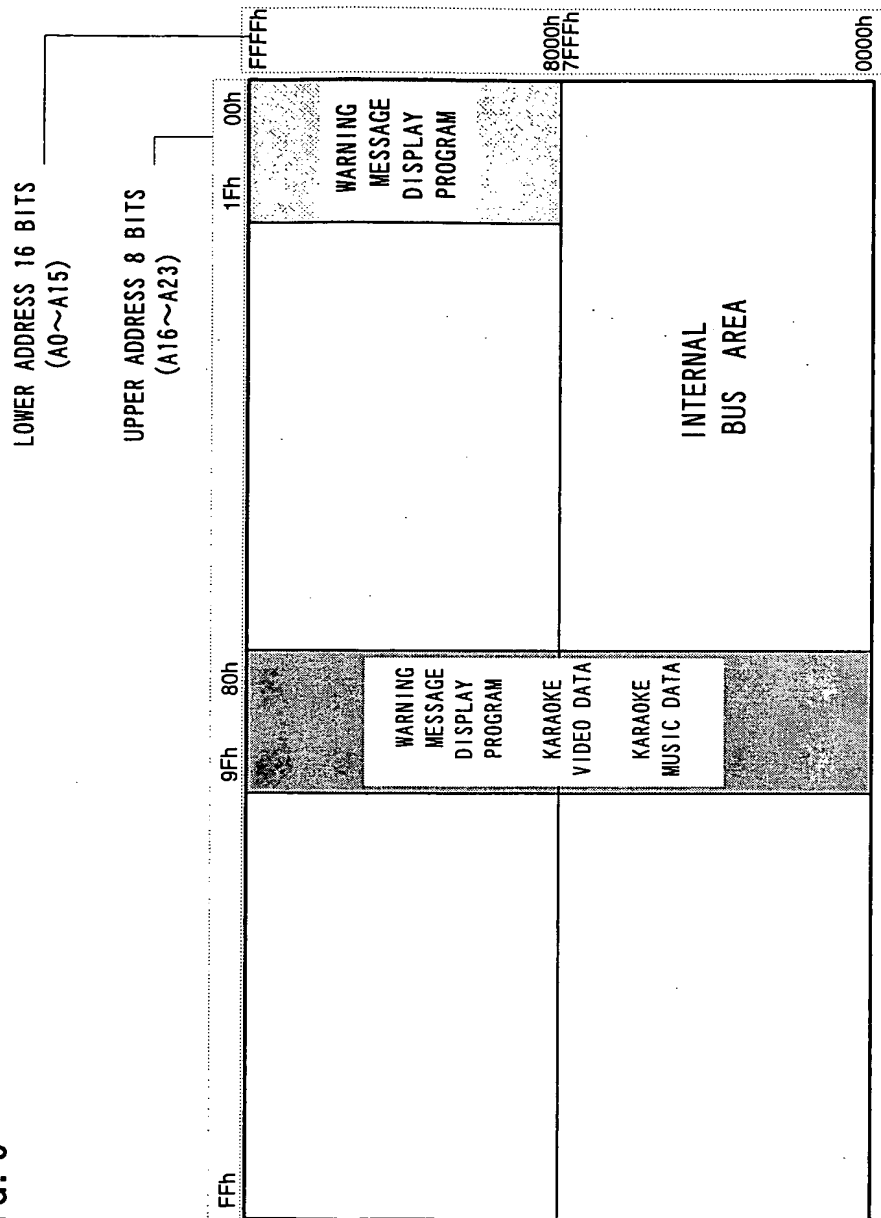 LOWER ADDRESS 16 BITS
(A0~A15)
UPPER ADDRESS 8 BITS
(A16~A23)
FFh
9Fh
80h
1Fh
00h
FFFFh
8000h
7FFFh
0000h
WARNING
MESSAGE
DISPLAY
PROGRAM
KARAOKE
VIDEO DATA
KARAOKE
MUSIC DATA
WARNING
MESSAGE
DISPLAY
PROGRAM
INTERNAL
BUS AREA